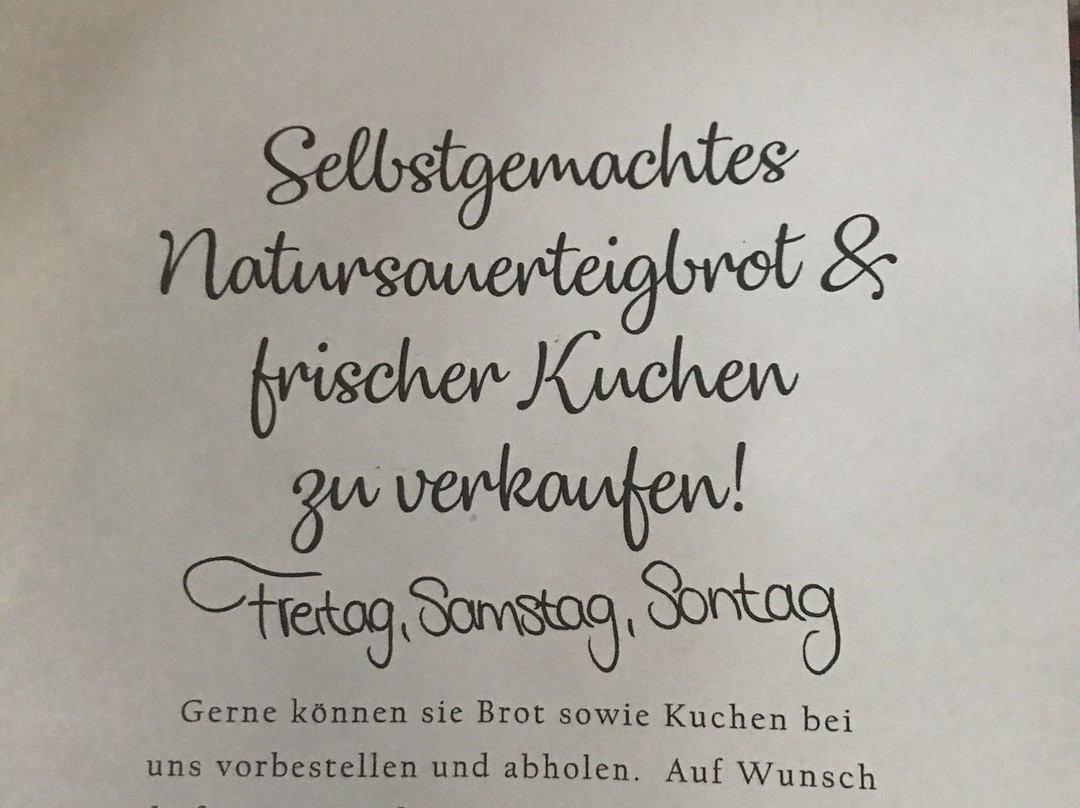 Selbstgemachtes
Natursauerteigbrot &
frischer Kuchen
zu verkaufen!
Freitag, Samstag, Sontag
Gerne können sie Brot sowie Kuchen bei
uns vorbestellen und abholen. Auf Wunsch